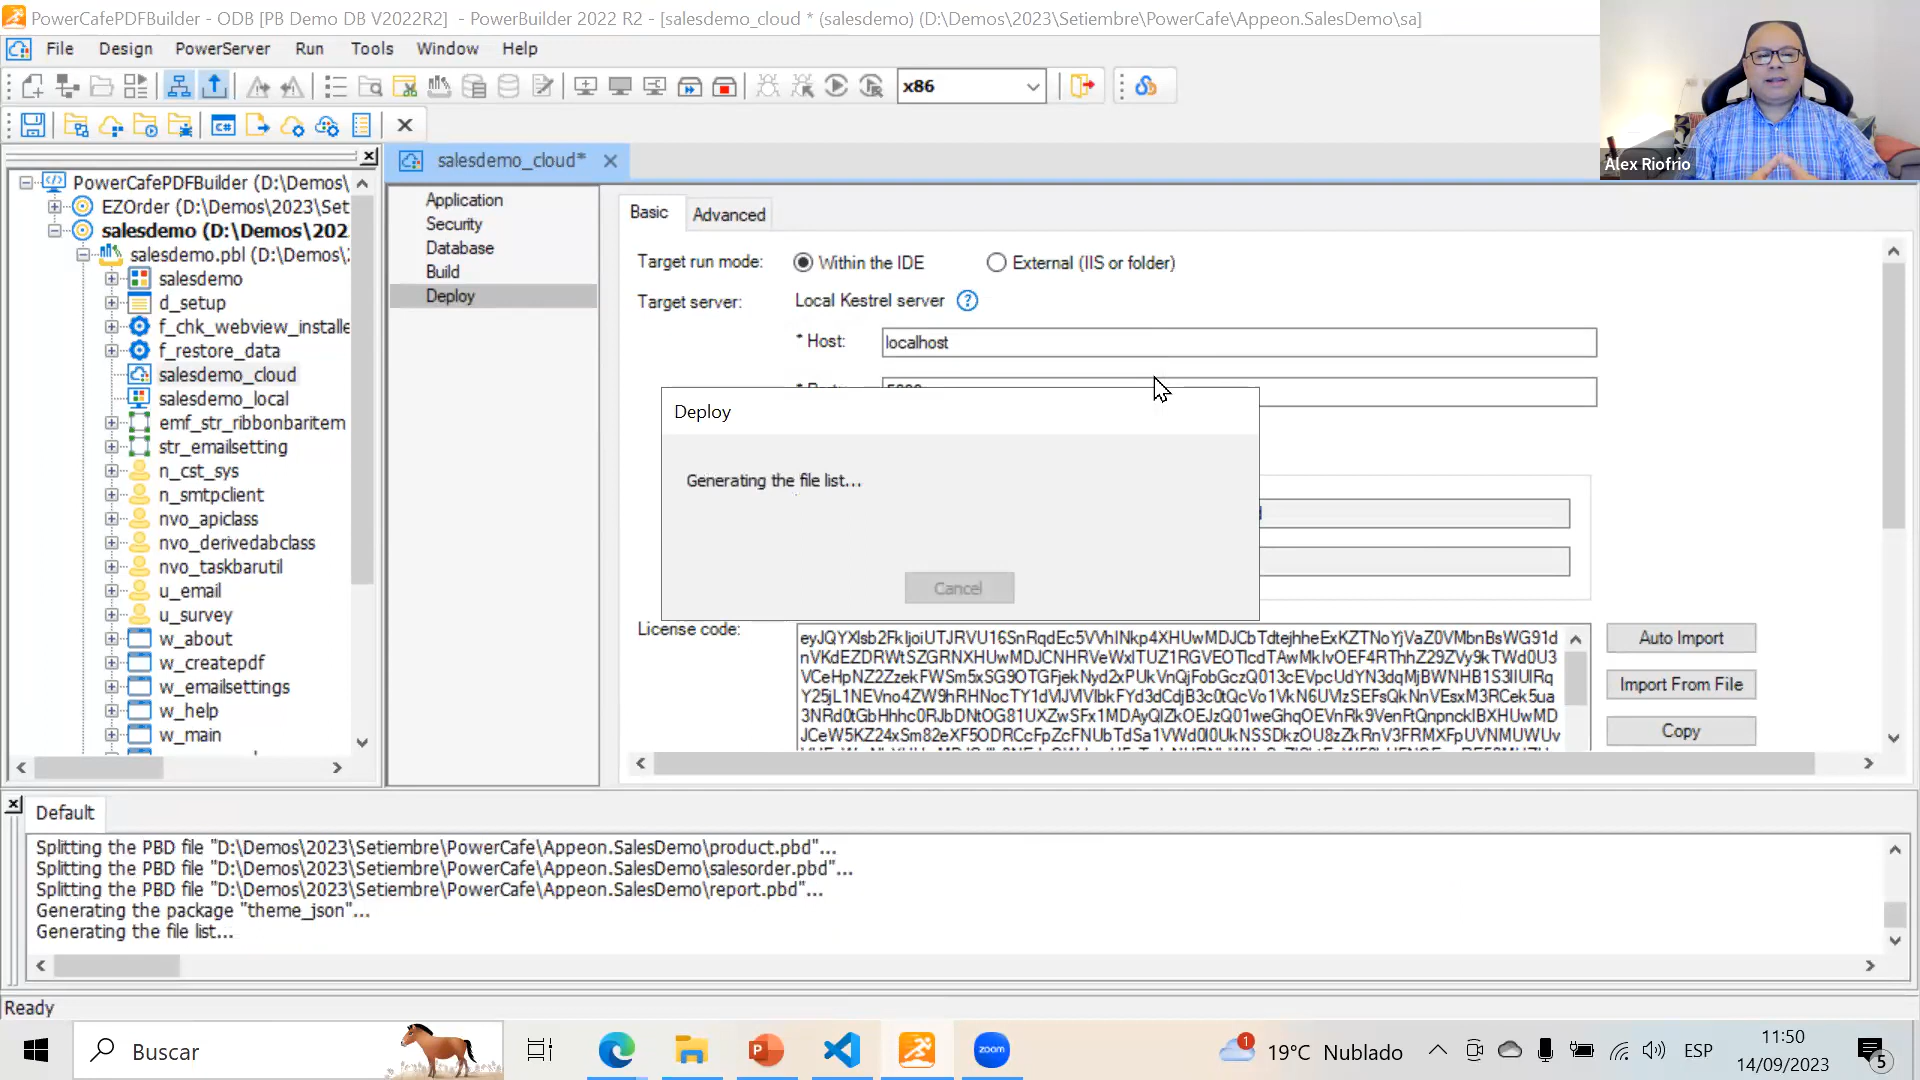 PowerCafePDFBuilder - ODB [PB Demo DB V2022R2] - PowerBuilder 2022 R2 - [salesdemo_cloud * (salesdemo) (D:\Demos\2023\Setiembre\PowerCafe\Appeon.SalesDemo\sa]
File Design PowerServer Run Tools Window Help
x86
Alex Riofrio
salesdemo_cloud*
PowerCafePDFBuilder (D:\Demos\
EZOrder (D:\Demos\2023\Set
salesdemo (D:\Demos\202
salesdemo.pbl (D:\Demos\
salesdemo
d_setup
f_chk_webview_installe
f_restore_data
salesdemo_cloud
salesdemo_local
emf_str_ribbonbaritem
str_emailsetting
n_cst_sys
n_smtpclient
nvo_apiclass
nvo_derivedabclass
nvo_taskbarutil
u_email
u_survey
w_about
w_createpdf
w_emailsettings
w_help
w_main
Application
Security
Database
Build
Deploy
Basic Advanced
Target run mode: Within the IDE External (IIS or folder)
Target server: Local Kestrel server ?
* Host: localhost
Deploy
Generating the file list...
Cancel
License code:
Auto Import
Import From File
Copy
Default
Splitting the PBD file "D:\Demos\2023\Setiembre\PowerCafe\Appeon.SalesDemo\product.pbd"...
Splitting the PBD file "D:\Demos\2023\Setiembre\PowerCafe\Appeon.SalesDemo\salesorder.pbd"...
Splitting the PBD file "D:\Demos\2023\Setiembre\PowerCafe\Appeon.SalesDemo\report.pbd"...
Generating the package "theme_json"...
Generating the file list...
Ready
Buscar
zoom
1
19°C Nublado
ESP
11:50
14/09/2023
5